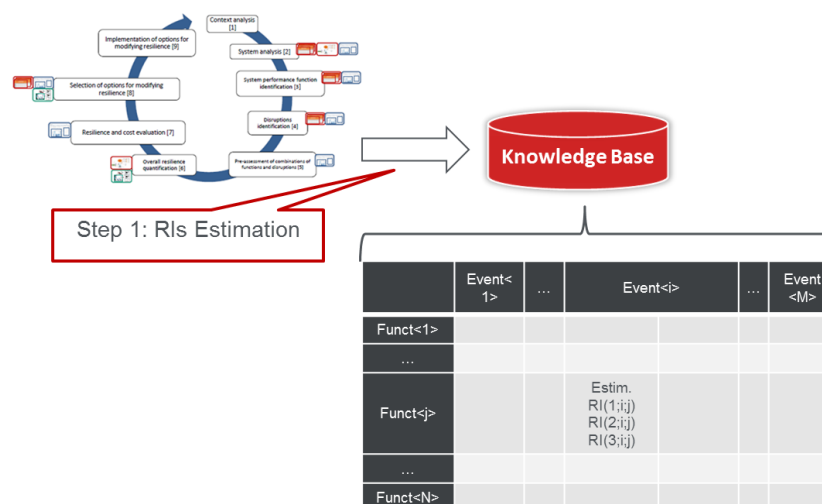 Context analysis
[1]
System analysis [2]
System performance function
identification [3]
Disruptions
identification [4]
Pre-assessment of combinations of
functions and disruptions [5]
Overall resilience
quantification [6]
Resilience and cost evaluation [7]
Selection of options for modifying
resilience [8]
Implementation of options for
modifying resilience [9]
Knowledge Base
Step 1: RIs Estimation
Event<
1>
...
Event<i>
...
Event
<M>
Funct<1>
...
Funct<j>
Estim.
RI(1;i;j)
RI(2;i;j)
RI(3;i;j)
...
Funct<N>